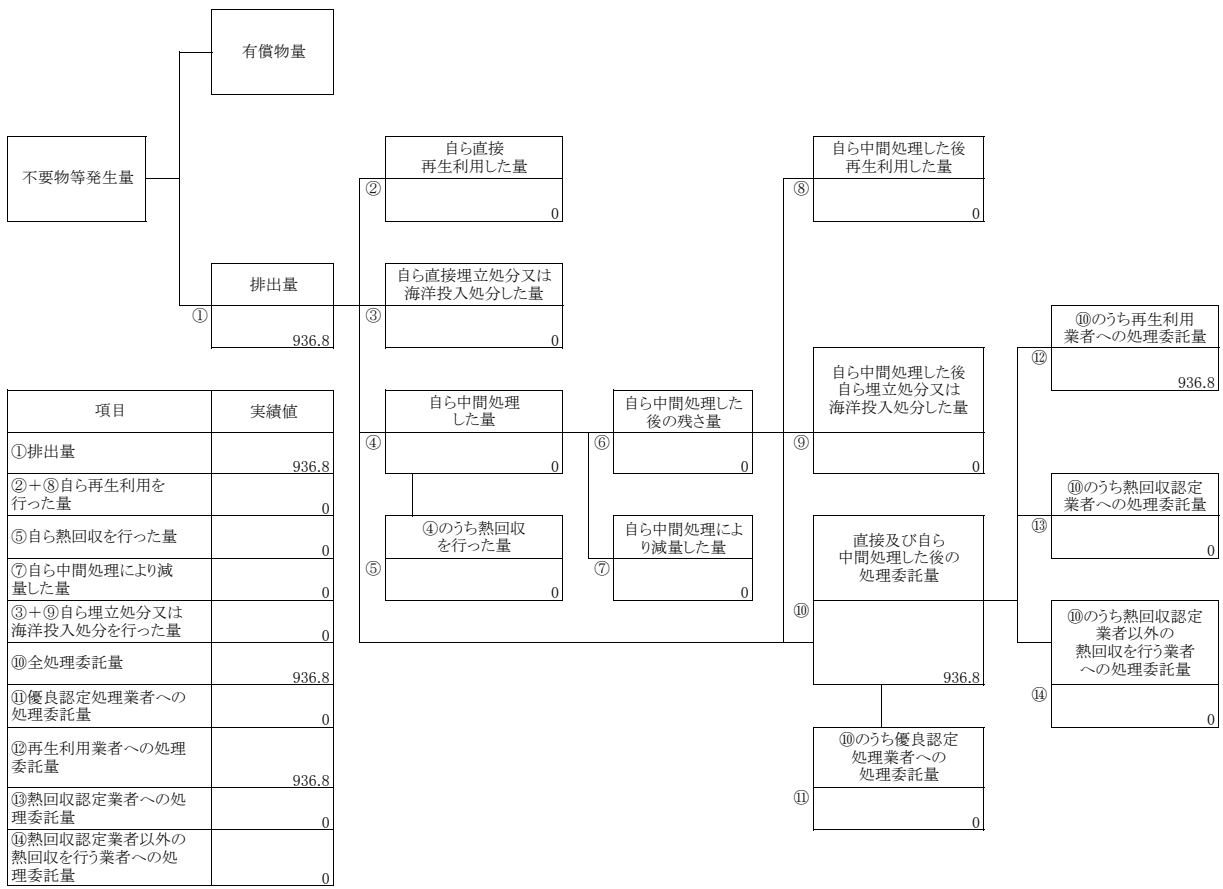 有償物量
不要物等発生量
排出量
①
936.8
自ら直接
再生利用した量
②
0
自ら直接埋立処分又は
海洋投入処分した量
③
0
自ら中間処理
した量
④
0
④のうち熱回収
を行った量
⑤
0
自ら中間処理した
後の残さ量
⑥
0
自ら中間処理によ
り減量した量
⑦
0
自ら中間処理した後
再生利用した量
⑧
0
自ら中間処理した後
自ら埋立処分又は
海洋投入処分した量
⑨
0
直接及び自ら
中間処理した後の
処理委託量
⑩
936.8
⑩のうち優良認定
処理業者への
処理委託量
⑪
0
⑩のうち再生利用
業者への処理委託量
⑫
936.8
⑩のうち熱回収認定
業者への処理委託量
⑬
0
⑩のうち熱回収認定
業者以外の
熱回収を行う業者
への処理委託量
⑭
0
項目 実績値
①排出量 936.8
②＋⑧自ら再生利用を
行った量 0
⑤自ら熱回収を行った量 0
⑦自ら中間処理により減
量した量 0
③＋⑨自ら埋立処分又は
海洋投入処分を行った量 0
⑩全処理委託量 936.8
⑪優良認定処理業者への
処理委託量 0
⑫再生利用業者への処理
委託量 936.8
⑬熱回収認定業者への処
理委託量 0
⑭熱回収認定業者以外の
熱回収を行う業者への処
理委託量 0